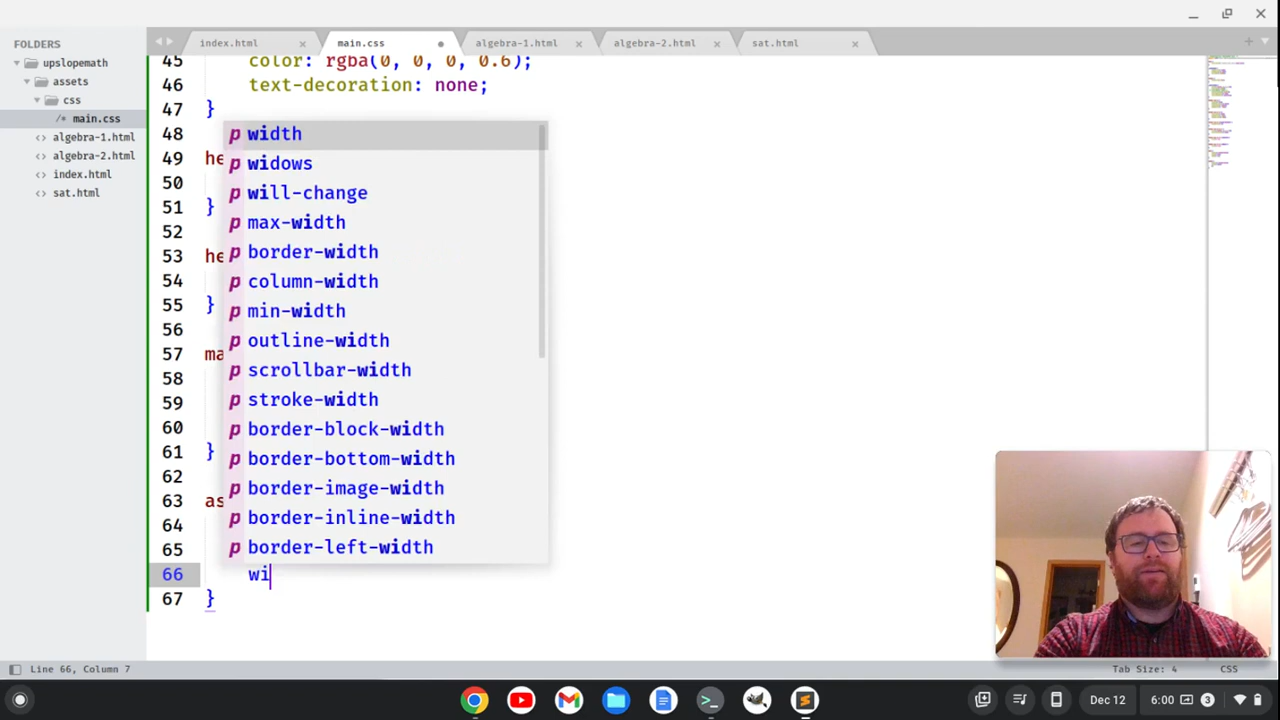 FOLDERS
upslopemath
assets
css
/* main.css
<> algebra-1.html
<> algebra-2.html
<> index.html
<> sat.html
index.html
main.css
algebra-1.html
algebra-2.html
sat.html
45 color: rgba(0, 0, 0, 0.6);
46 text-decoration: none;
47 }
48
49 he
50
51 }
52
53 he
54
55 }
56
57 ma
58
59
60
61 }
62
63 as
64
65
66 wi
67 }
p width
p widows
p will-change
p max-width
p border-width
p column-width
p min-width
p outline-width
p scrollbar-width
p stroke-width
p border-block-width
p border-bottom-width
p border-image-width
p border-inline-width
p border-left-width
Line 66, Column 7
Tab Size: 4
CSS
Dec 12
6:00
3